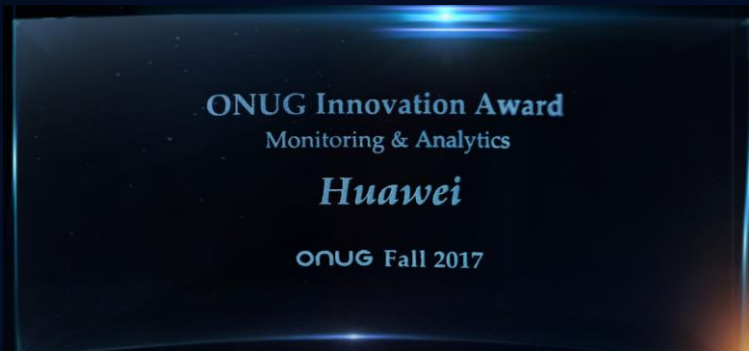 ONUG Innovation Award
Monitoring & Analytics
Huawei
ONUG Fall 2017